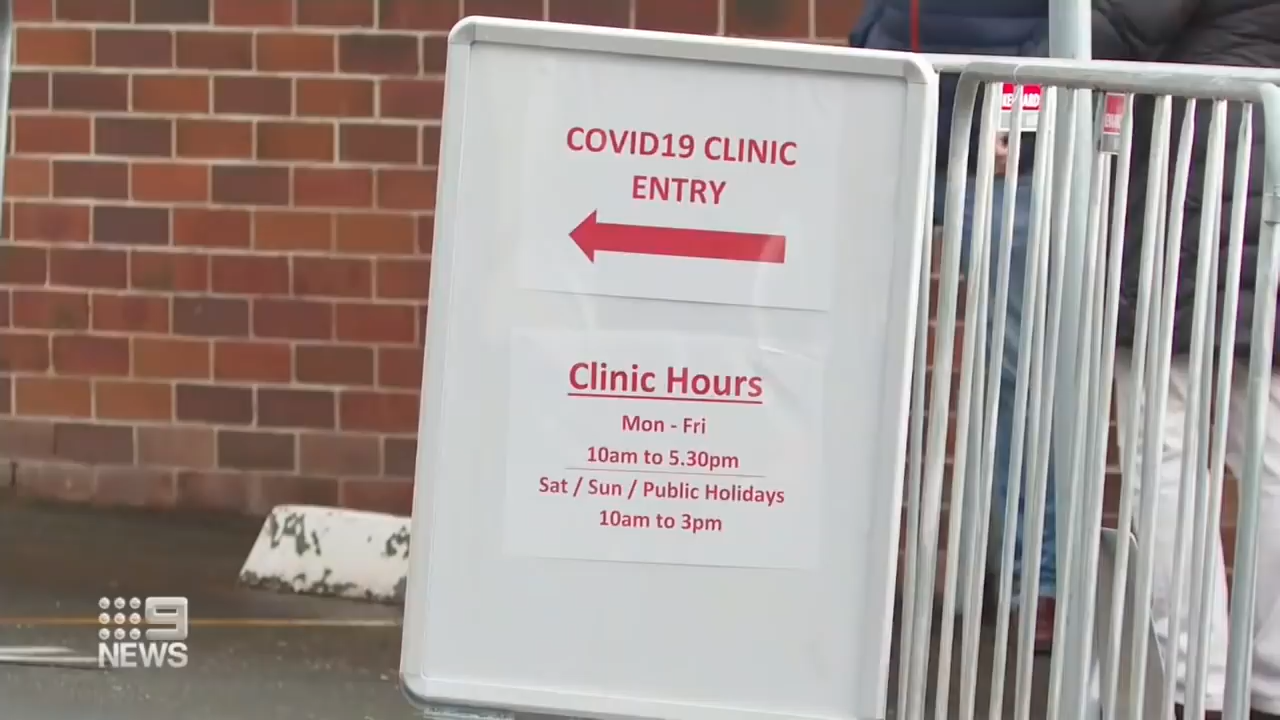 COVID19 CLINIC
ENTRY
Clinic Hours
Mon - Fri
10am to 5.30pm
Sat / Sun / Public Holidays
10am to 3pm
9
NEWS